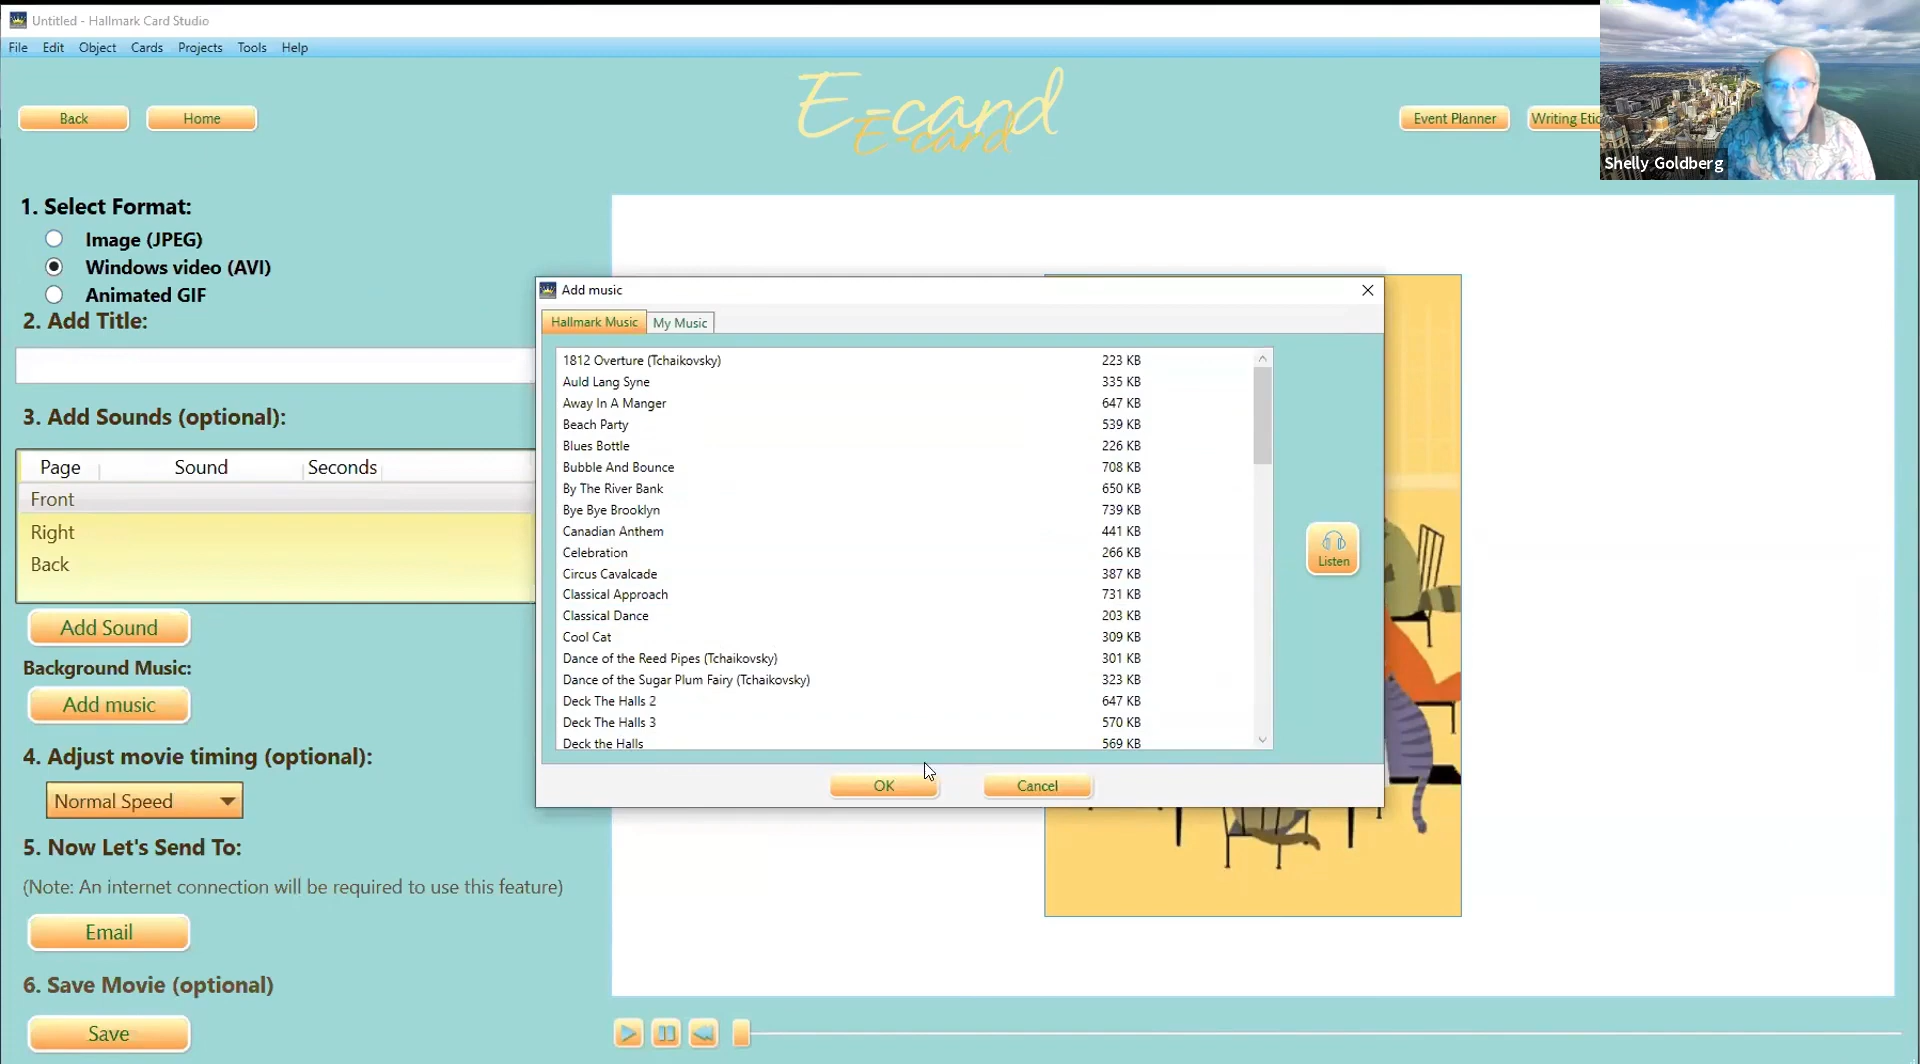 Untitled - Hallmark Card Studio
File Edit Object Cards Projects Tools Help
Back Home
E-card
E-card
Event Planner Writing
Shelly Goldberg
1. Select Format:
Image (JPEG)
Windows video (AVI)
Animated GIF
2. Add Title:
3. Add Sounds (optional):
Page Sound Seconds
Front
Right
Back
Add Sound
Background Music:
Add music
4. Adjust movie timing (optional):
Normal Speed
5. Now Let's Send To:
(Note: An internet connection will be required to use this feature)
Email
6. Save Movie (optional)
Save
Add music
Hallmark Music My Music
1812 Overture (Tchaikovsky) 223 KB
Auld Lang Syne 335 KB
Away In A Manger 647 KB
Beach Party 539 KB
Blues Bottle 226 KB
Bubble And Bounce 708 KB
By The River Bank 650 KB
Bye Bye Brooklyn 739 KB
Canadian Anthem 441 KB
Celebration 266 KB
Circus Cavalcade 387 KB
Classical Approach 731 KB
Classical Dance 203 KB
Cool Cat 309 KB
Dance of the Reed Pipes (Tchaikovsky) 301 KB
Dance of the Sugar Plum Fairy (Tchaikovsky) 323 KB
Deck The Halls 2 647 KB
Deck The Halls 3 570 KB
Deck the Halls 569 KB
Listen
OK Cancel